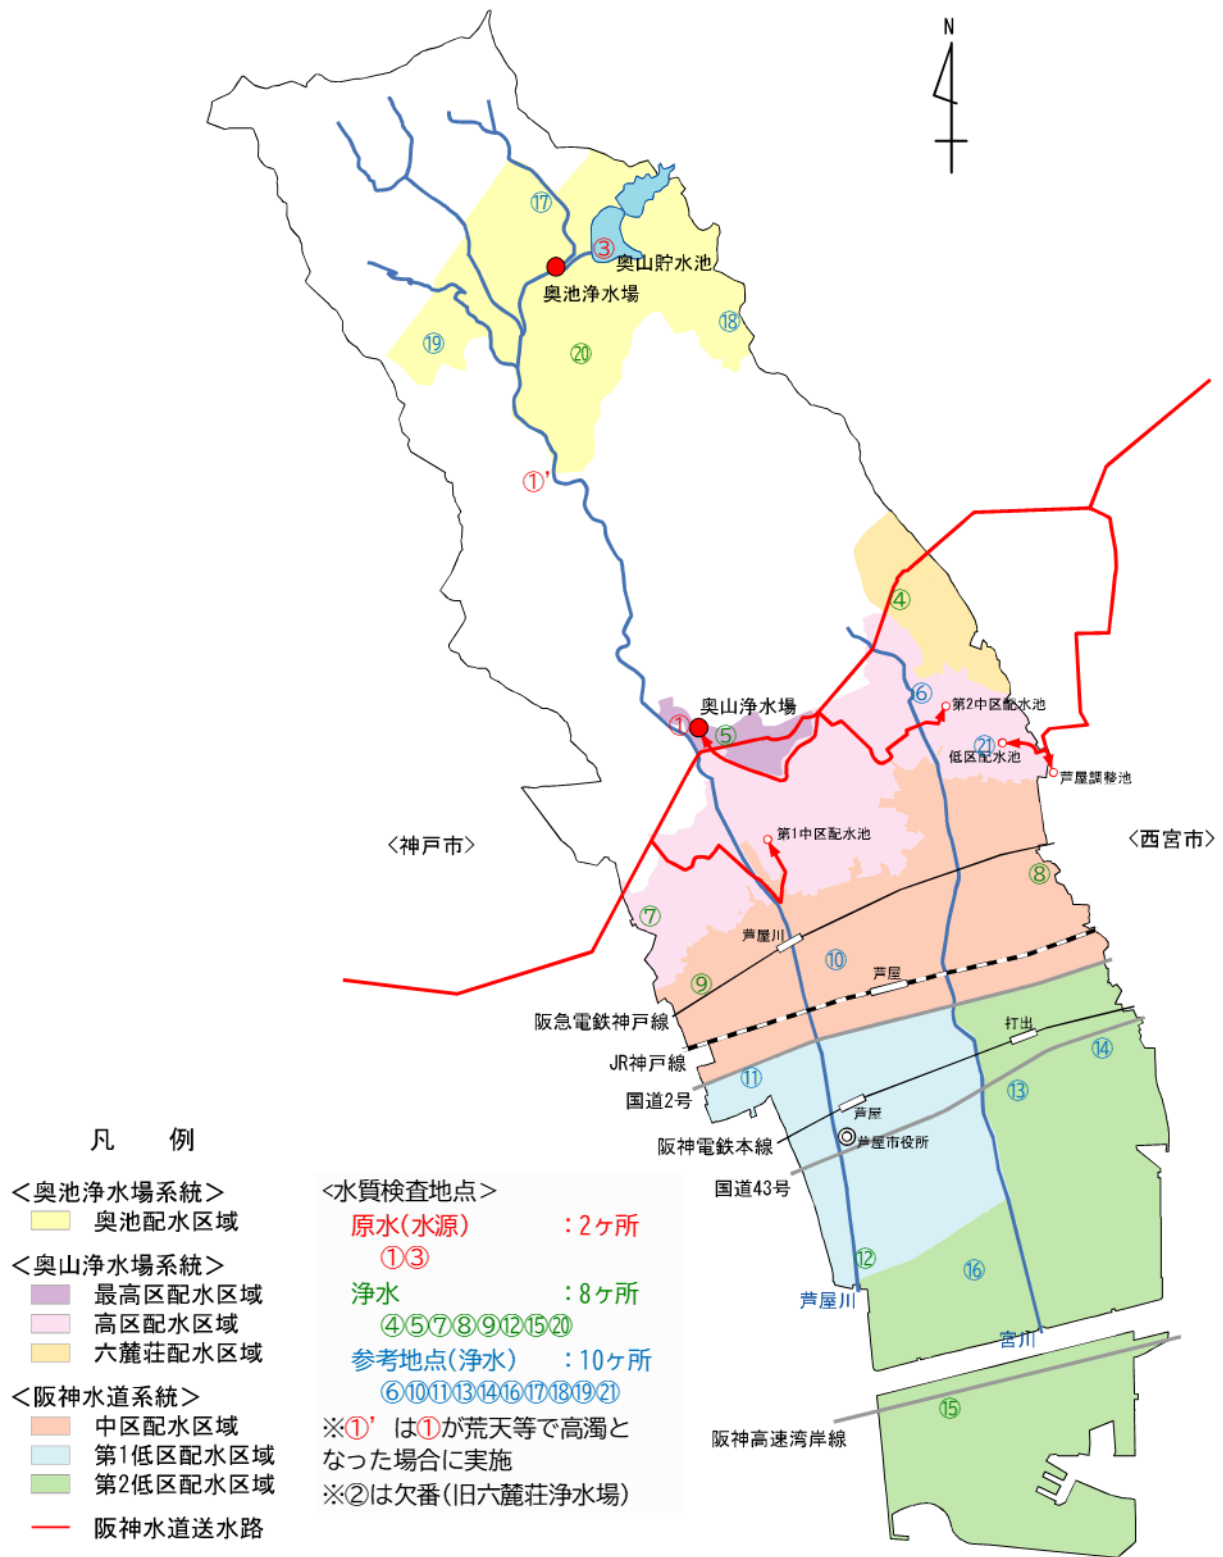 N
⑰
③
奥山貯水池
奥池浄水場
⑱
⑲
⑳
①’
④
⑥
奥山浄水場
第2中区配水池
①
⑤
㉑
低区配水池
芦屋調整池
第1中区配水池
<神戸市>
<西宮市>
⑧
⑦
芦屋川
⑩
芦屋
⑨
阪急電鉄神戸線
打出
JR神戸線
⑭
⑪
⑬
国道2号
芦屋
芦屋市役所
阪神電鉄本線
国道43号
⑫
⑯
芦屋川
宮川
⑮
阪神高速湾岸線
凡 例
<奥池浄水場系統>
奥池配水区域
<奥山浄水場系統>
最高区配水区域
高区配水区域
六麓荘配水区域
<阪神水道系統>
中区配水区域
第1低区配水区域
第2低区配水区域
阪神水道送水路
<水質検査地点>
原水(水源) :2ヶ所
①③
浄水 :8ヶ所
④⑤⑦⑧⑨⑫⑮⑳
参考地点(浄水) :10ヶ所
⑥⑩⑪⑬⑭⑯⑰⑱⑲㉑
※①’ は①が荒天等で高濁と
なった場合に実施
※②は欠番(旧六麓荘浄水場)